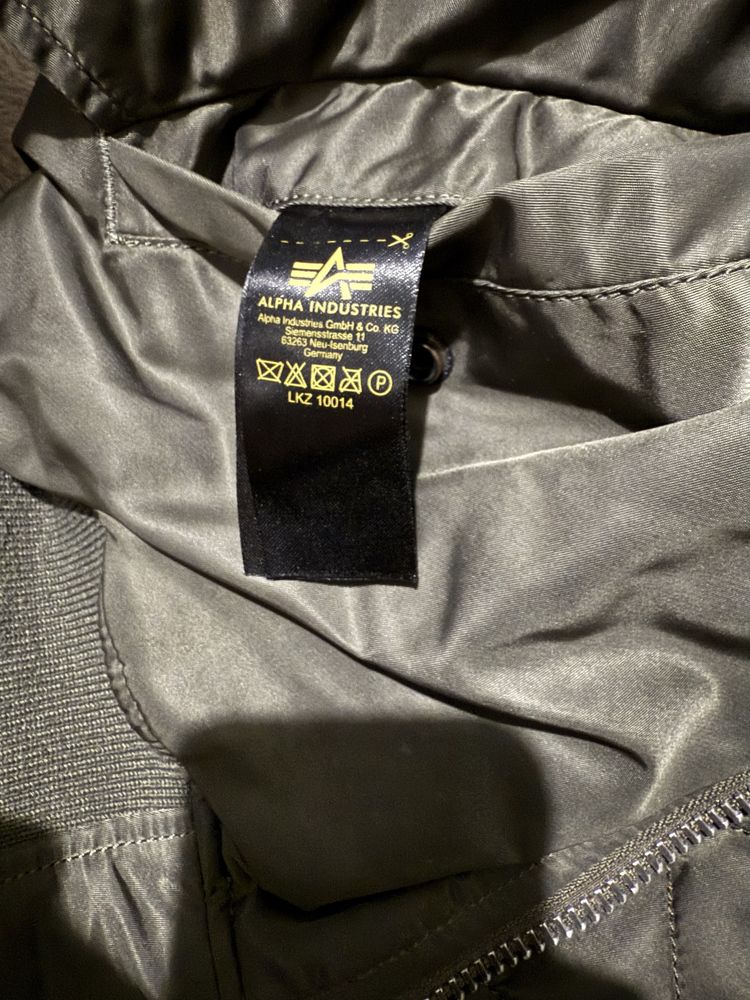 ALPHA INDUSTRIES
Alpha Industries GmbH & Co. KG
Siemensstrasse 11
63263 Neu-Isenburg
Germany
P
LKZ 10014